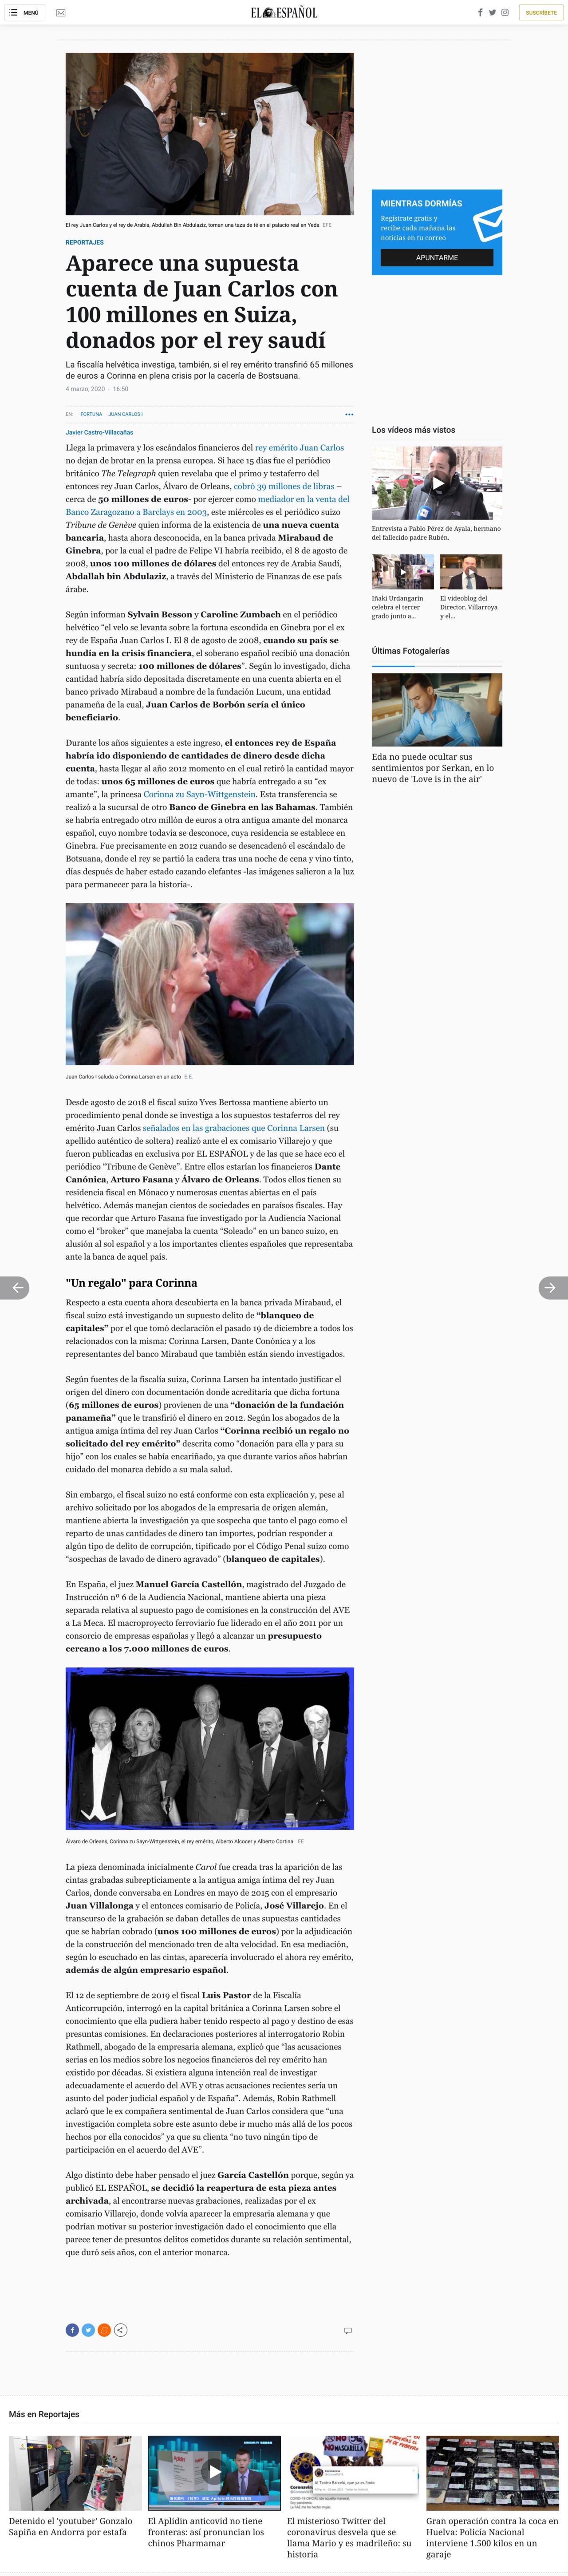 MENÚ
EL ESPAÑOL
SUSCRÍBETE
El rey Juan Carlos y el rey de Arabia, Abdullah Bin Abdulaziz, toman una taza de té en el palacio real en Yeda EFE
REPORTAJES
Aparece una supuesta
cuenta de Juan Carlos con
100 millones en Suiza,
donados por el rey saudí
La fiscalía helvética investiga, también, si el rey emérito transfirió 65 millones
de euros a Corinna en plena crisis por la cacería de Bostsuana.
4 marzo, 2020 - 16:50
EN FORTUNA JUAN CARLOS I
Javier Castro-Villacañas
Llega la primavera y los escándalos financieros del rey emérito Juan Carlos
no dejan de brotar en la prensa europea. Si hace 15 días fue el periódico
británico The Telegraph quien revelaba que el primo y testaferro del
entonces rey Juan Carlos, Álvaro de Orleans, cobró 39 millones de libras –
cerca de 50 millones de euros- por ejercer como mediador en la venta del
Banco Zaragozano a Barclays en 2003, este miércoles es el periódico suizo
Tribune de Genève quien informa de la existencia de una nueva cuenta
bancaria, hasta ahora desconocida, en la banca privada Mirabaud de
Ginebra, por la cual el padre de Felipe VI habría recibido, el 8 de agosto de
2008, unos 100 millones de dólares del entonces rey de Arabia Saudí,
Abdallah bin Abdulaziz, a través del Ministerio de Finanzas de ese país
árabe.
Según informan Sylvain Besson y Caroline Zumbach en el periódico
helvético “el velo se levanta sobre la fortuna escondida en Ginebra por el ex
rey de España Juan Carlos I. El 8 de agosto de 2008, cuando su país se
hundía en la crisis financiera, el soberano español recibió una donación
suntuosa y secreta: 100 millones de dólares”. Según lo investigado, dicha
cantidad habría sido depositada discretamente en una cuenta abierta en el
banco privado Mirabaud a nombre de la fundación Lucum, una entidad
panameña de la cual, Juan Carlos de Borbón sería el único
beneficiario.
Durante los años siguientes a este ingreso, el entonces rey de España
habría ido disponiendo de cantidades de dinero desde dicha
cuenta, hasta llegar al año 2012 momento en el cual retiró la cantidad mayor
de todas: unos 65 millones de euros que habría entregado a su “ex
amante”, la princesa Corinna zu Sayn-Wittgenstein. Esta transferencia se
realizó a la sucursal de otro Banco de Ginebra en las Bahamas. También
se habría entregado otro millón de euros a otra antigua amante del monarca
español, cuyo nombre todavía se desconoce, cuya residencia se establece en
Ginebra. Fue precisamente en 2012 cuando se desencadenó el escándalo de
Botsuana, donde el rey se partió la cadera tras una noche de cena y vino tinto,
días después de haber estado cazando elefantes -las imágenes salieron a la luz
para permanecer para la historia-.
Juan Carlos I saluda a Corinna Larsen en un acto E.E.
Desde agosto de 2018 el fiscal suizo Yves Bertossa mantiene abierto un
procedimiento penal donde se investiga a los supuestos testaferros del rey
emérito Juan Carlos señalados en las grabaciones que Corinna Larsen (su
apellido auténtico de soltera) realizó ante el ex comisario Villarejo y que
fueron publicadas en exclusiva por EL ESPAÑOL y de las que se hace eco el
periódico “Tribune de Genève”. Entre ellos estarían los financieros Dante
Canónica, Arturo Fasana y Álvaro de Orleans. Todos ellos tienen su
residencia fiscal en Mónaco y numerosas cuentas abiertas en el país
helvético. Además manejan cientos de sociedades en paraísos fiscales. Hay
que recordar que Arturo Fasana fue investigado por la Audiencia Nacional
como el “broker” que manejaba la cuenta “Soleado” en un banco suizo, en
alusión al sol español y a los importantes clientes españoles que representaba
ante la banca de aquel país.
"Un regalo" para Corinna
Respecto a esta cuenta ahora descubierta en la banca privada Mirabaud, el
fiscal suizo está investigando un supuesto delito de “blanqueo de
capitales” por el que tomó declaración el pasado 19 de diciembre a todos los
relacionados con la misma: Corinna Larsen, Dante Conónica y a los
representantes del banco Mirabaud que también están siendo investigados.
Según fuentes de la fiscalía suiza, Corinna Larsen ha intentado justificar el
origen del dinero con documentación donde acreditaría que dicha fortuna
(65 millones de euros) provienen de una “donación de la fundación
panameña” que le transfirió el dinero en 2012. Según los abogados de la
antigua amiga íntima del rey Juan Carlos “Corinna recibió un regalo no
solicitado del rey emérito” descrita como “donación para ella y para su
hijo” con los cuales se había encariñado, ya que durante varios años habrían
cuidado del monarca debido a su mala salud.
Sin embargo, el fiscal suizo no está conforme con esta explicación y, pese al
archivo solicitado por los abogados de la empresaria de origen alemán,
mantiene abierta la investigación ya que sospecha que tanto el pago como el
reparto de unas cantidades de dinero tan importes, podrían responder a
algún tipo de delito de corrupción, tipificado por el Código Penal suizo como
“sospechas de lavado de dinero agravado” (blanqueo de capitales).
En España, el juez Manuel García Castellón, magistrado del Juzgado de
Instrucción nº 6 de la Audiencia Nacional, mantiene abierta una pieza
separada relativa al supuesto pago de comisiones en la construcción del AVE
a La Meca. El macroproyecto ferroviario fue liderado en el año 2011 por un
consorcio de empresas españolas y llegó a alcanzar un presupuesto
cercano a los 7.000 millones de euros.
Álvaro de Orleans, Corinna zu Sayn-Wittgenstein, el rey emérito, Alberto Alcocer y Alberto Cortina. EE
La pieza denominada inicialmente Carol fue creada tras la aparición de las
cintas grabadas subrepticiamente a la antigua amiga íntima del rey Juan
Carlos, donde conversaba en Londres en mayo de 2015 con el empresario
Juan Villalonga y el entonces comisario de Policía, José Villarejo. En el
transcurso de la grabación se daban detalles de unas supuestas cantidades
que se habrían cobrado (unos 100 millones de euros) por la adjudicación
de la construcción del mencionado tren de alta velocidad. En esa mediación,
según lo escuchado en las cintas, aparecería involucrado el ahora rey emérito,
además de algún empresario español.
El 12 de septiembre de 2019 el fiscal Luis Pastor de la Fiscalía
Anticorrupción, interrogó en la capital británica a Corinna Larsen sobre el
conocimiento que ella pudiera haber tenido respecto al pago y destino de esas
presuntas comisiones. En declaraciones posteriores al interrogatorio Robin
Rathmell, abogado de la empresaria alemana, explicó que “las acusaciones
serias en los medios sobre los negocios financieros del rey emérito han
existido por décadas. Si existiera alguna intención real de investigar
adecuadamente el acuerdo del AVE y otras acusaciones recientes sería un
asunto del poder judicial español y de España”. Además, Robin Rathmell
aclaró que le ex compañera sentimental de Juan Carlos considera que “una
investigación completa sobre este asunto debe ir mucho más allá de los pocos
hechos por ella conocidos” ya que su clienta “no tuvo ningún tipo de
participación en el acuerdo del AVE”.
Algo distinto debe haber pensado el juez García Castellón porque, según ya
publicó EL ESPAÑOL, se decidió la reapertura de esta pieza antes
archivada, al encontrarse nuevas grabaciones, realizadas por el ex
comisario Villarejo, donde volvía aparecer la empresaria alemana y que
podrían motivar su posterior investigación dado el conocimiento que ella
parece tener de presuntos delitos cometidos durante su relación sentimental,
que duró seis años, con el anterior monarca.
MIENTRAS DORMÍAS
Regístrate gratis y
recibe cada mañana las
noticias en tu correo
APUNTARME
Los vídeos más vistos
Entrevista a Pablo Pérez de Ayala, hermano
del fallecido padre Rubén.
Iñaki Urdangarin
celebra el tercer
grado junto a...
El videoblog del
Director. Villarroya
y el...
Últimas Fotogalerías
Eda no puede ocultar sus
sentimientos por Serkan, en lo
nuevo de 'Love is in the air'
Más en Reportajes
Detenido el 'youtuber' Gonzalo
Sapiña en Andorra por estafa
El Aplidin anticovid no tiene
fronteras: así pronuncian los
chinos Pharmamar
El misterioso Twitter del
coronavirus desvela que se
llama Mario y es madrileño: su
historia
Gran operación contra la coca en
Huelva: Policía Nacional
interviene 1.500 kilos en un
garaje